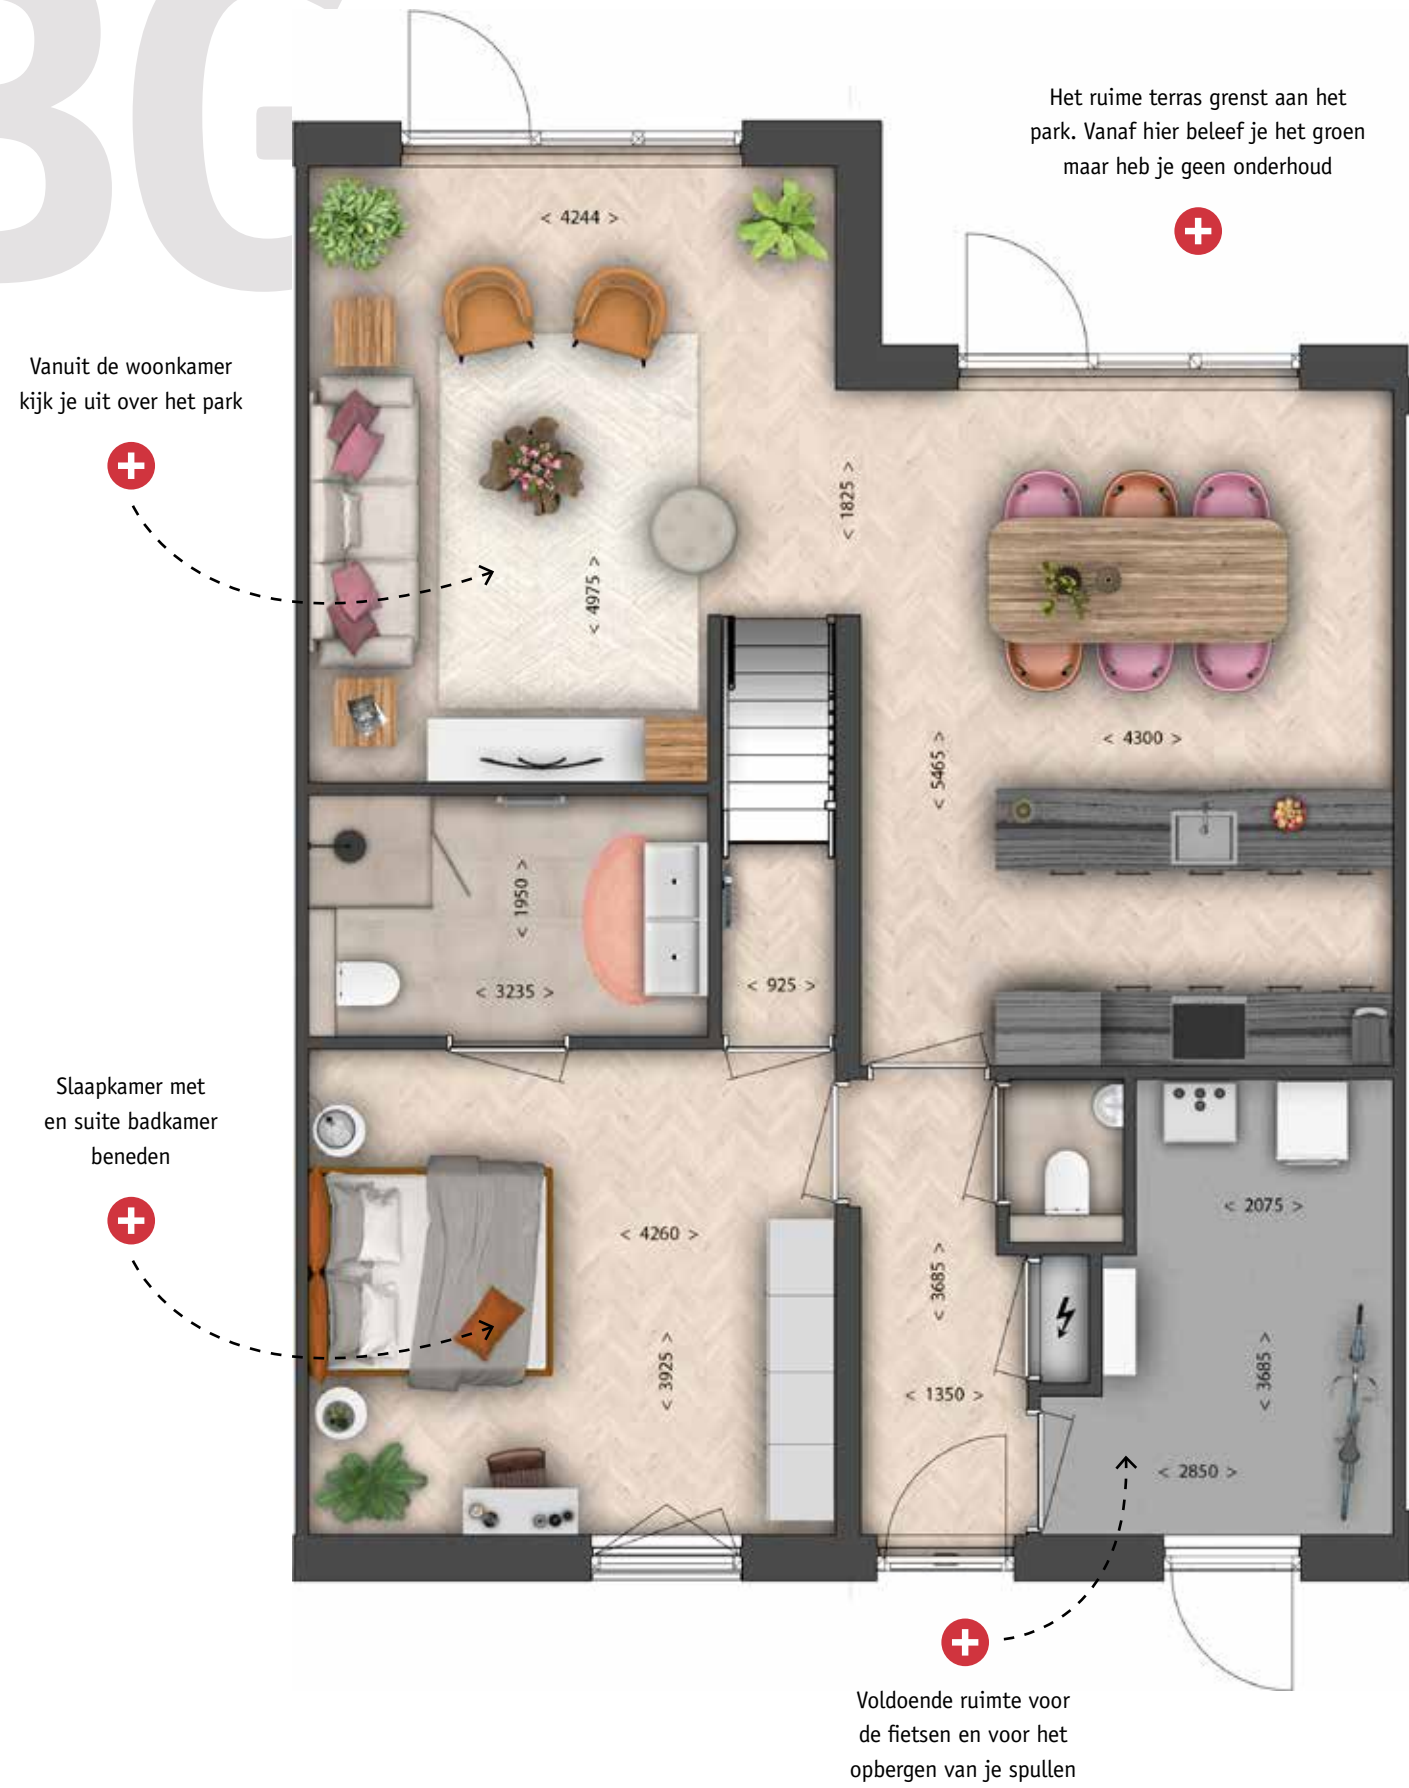 BG
Het ruime terras grenst aan het
park. Vanaf hier beleef je het groen
maar heb je geen onderhoud
< 4244 >
Vanuit de woonkamer
kijk je uit over het park
< 1825 >
< 4975 >
< 5465 >
< 4300 >
< 1950 >
< 3235 >
< 925 >
Slaapkamer met
en suite badkamer
beneden
< 4260 >
< 2075 >
< 3685 >
< 3925 >
< 3685 >
< 1350 >
< 2850 >
Voldoende ruimte voor
de fietsen en voor het
opbergen van je spullen